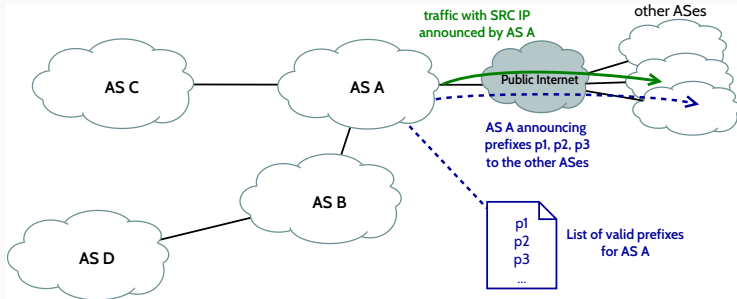 traffic with SRC IP
announced by AS A
other ASes
AS C
AS A
Public Internet
AS A announcing
prefixes p1, p2, p3
to the other ASes
AS B
AS D
p1
p2
p3
...
List of valid prefixes
for AS A